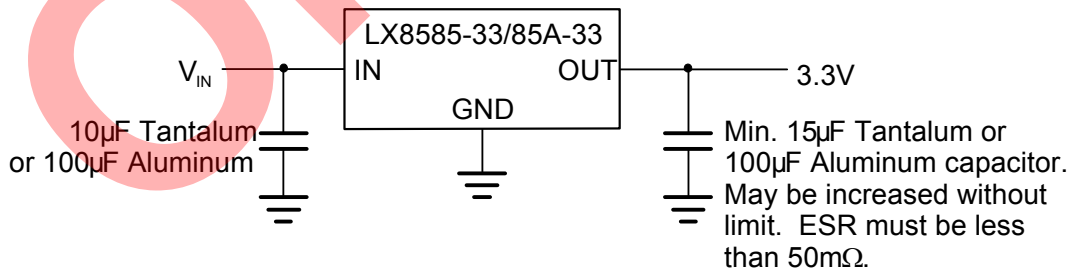 LX8585-33/85A-33
V_IN
IN
OUT
3.3V
GND
10µF Tantalum
or 100µF Aluminum
Min. 15µF Tantalum or
100µF Aluminum capacitor.
May be increased without
limit. ESR must be less
than 50mΩ.